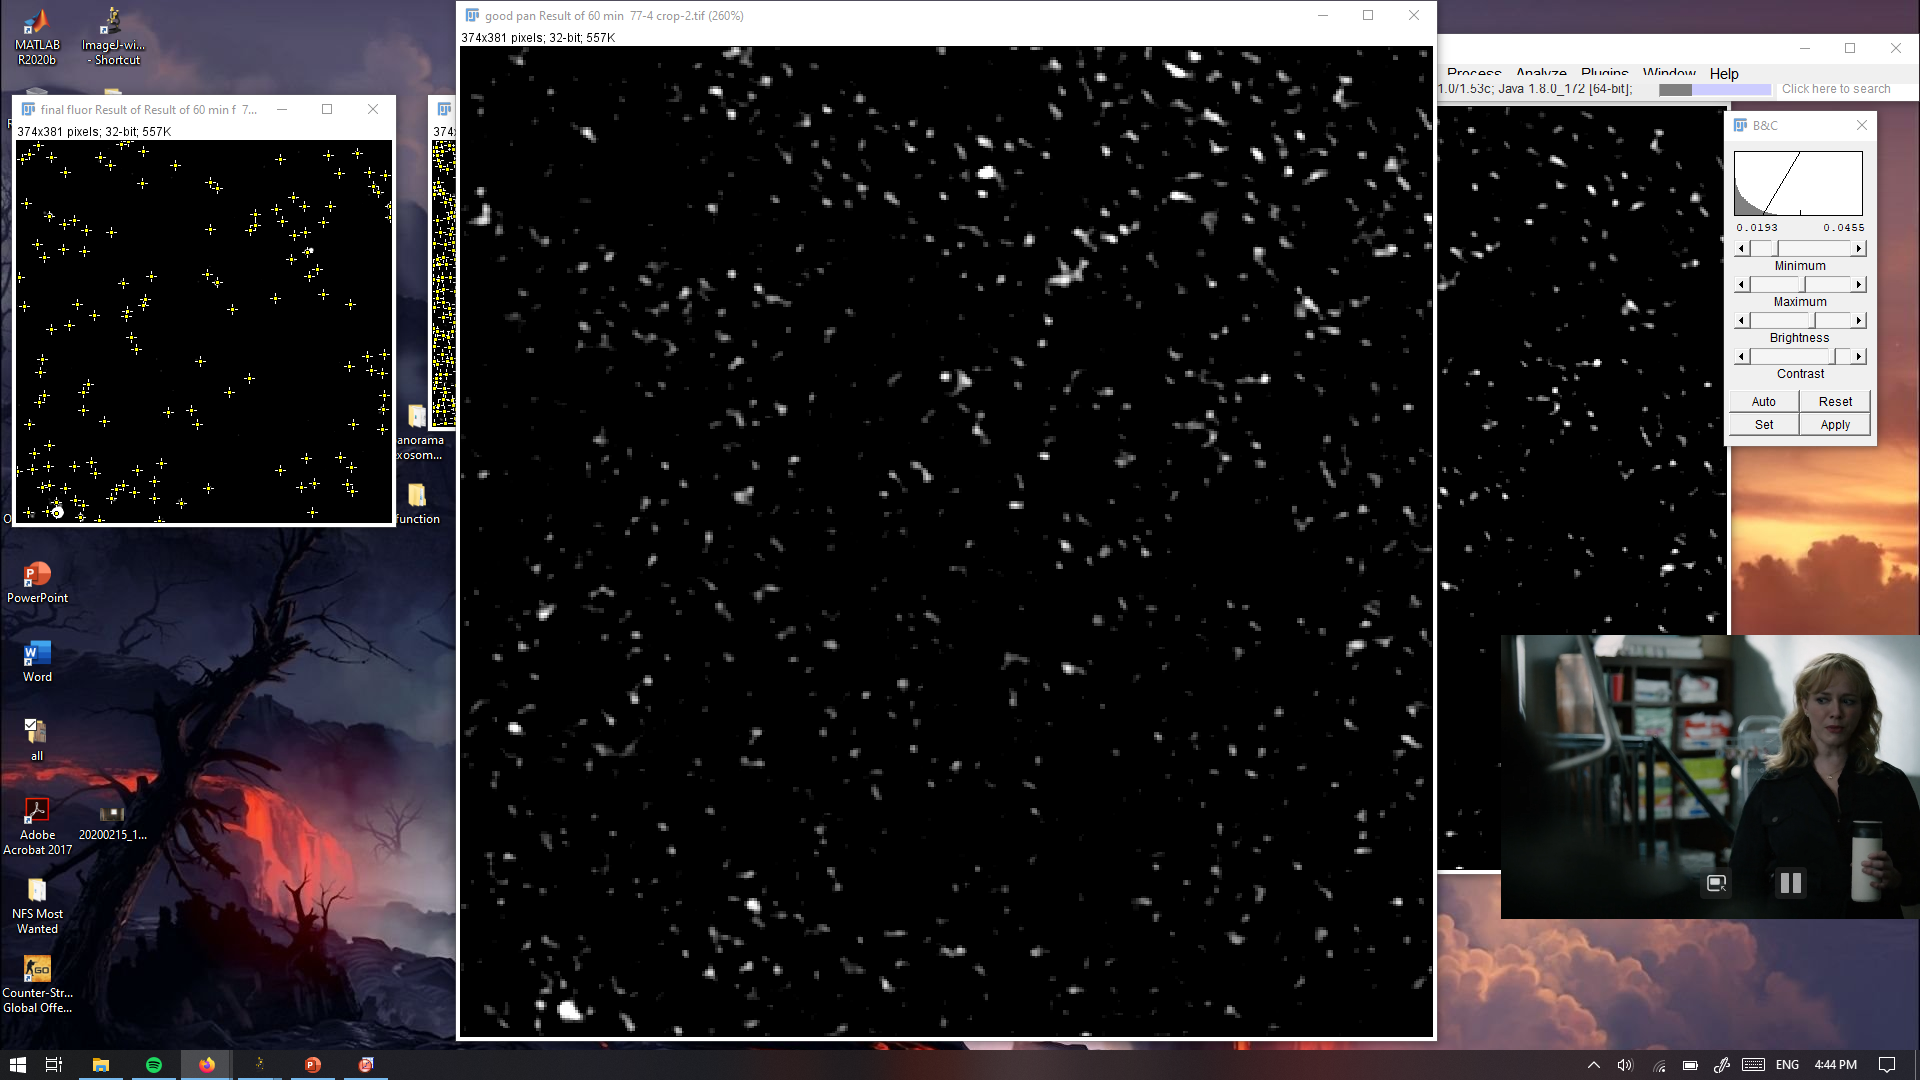 MATLAB
R2020b
ImageJ-wi...
- Shortcut
final fluor Result of Result of 60 min f  7...
374x381 pixels; 32-bit; 557K
374
good pan Result of 60 min  77-4 crop-2.tif (260%)
374x381 pixels; 32-bit; 557K
Process Analyze Plugins Window Help
1.0/1.53c; Java 1.8.0_172 [64-bit];
Click here to search
B&C
0.0193 0.0455
Minimum
Maximum
Brightness
Contrast
Auto Reset
Set Apply
anorama
exosom...
function
PowerPoint
Word
all
Adobe
Acrobat 2017
20200215_1...
NFS Most
Wanted
GO
Counter-Str...
Global Offe...
ENG
4:44 PM